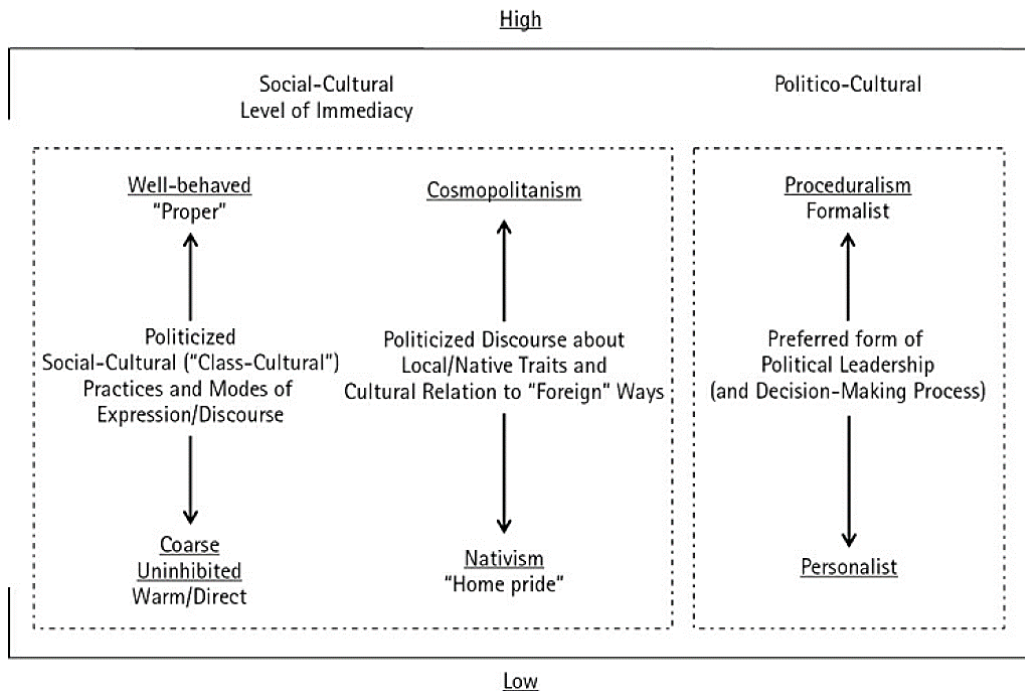 High
Social-Cultural
Level of Immediacy
Politico-Cultural
Well-behaved
"Proper"
Politicized
Social-Cultural ("Class-Cultural")
Practices and Modes of
Expression/Discourse
Coarse
Uninhibited
Warm/Direct
Cosmopolitanism
Politicized Discourse about
Local/Native Traits and
Cultural Relation to "Foreign" Ways
Nativism
"Home pride"
Proceduralism
Formalist
Preferred form of
Political Leadership
(and Decision-Making Process)
Personalist
Low